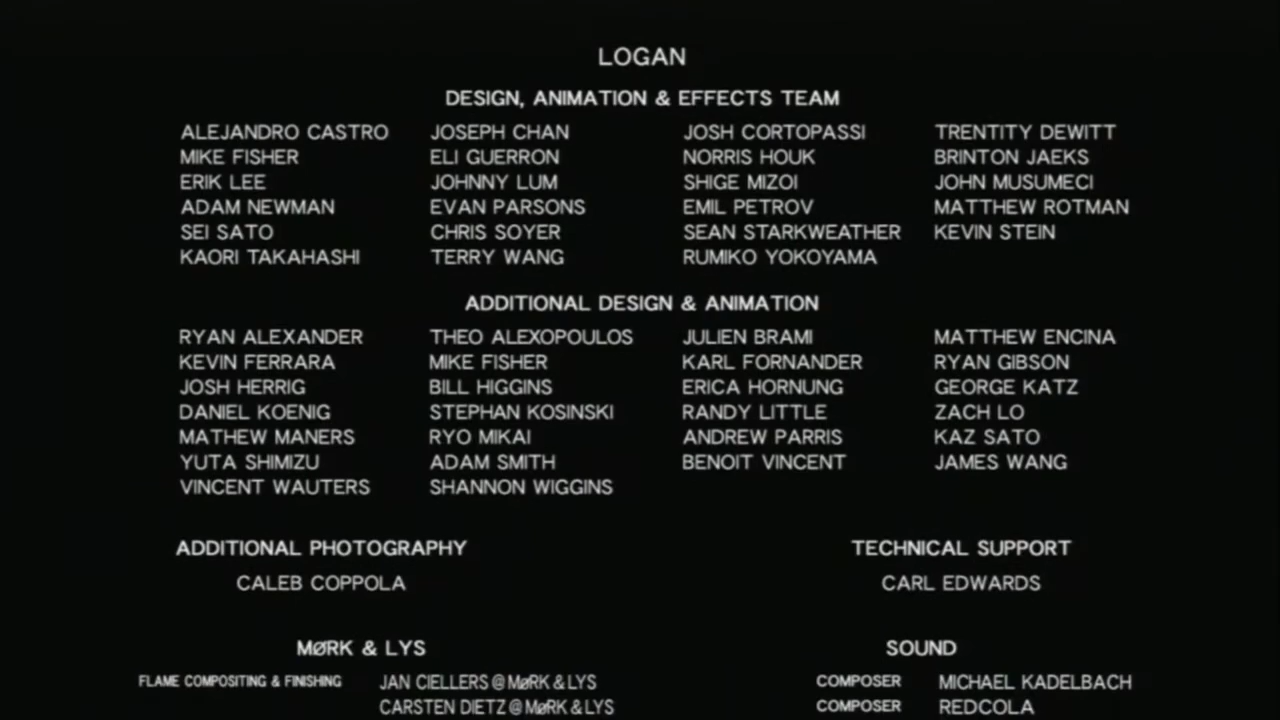 LOGAN
DESIGN, ANIMATION & EFFECTS TEAM
ALEJANDRO CASTRO JOSEPH CHAN JOSH CORTOPASSI TRENTITY DEWITT
MIKE FISHER ELI GUERRON NORRIS HOUK BRINTON JAEKS
ERIK LEE JOHNNY LUM SHIGE MIZOI JOHN MUSUMECI
ADAM NEWMAN EVAN PARSONS EMIL PETROV MATTHEW ROTMAN
SEI SATO CHRIS SOYER SEAN STARKWEATHER KEVIN STEIN
KAORI TAKAHASHI TERRY WANG RUMIKO YOKOYAMA
ADDITIONAL DESIGN & ANIMATION
RYAN ALEXANDER THEO ALEXOPOULOS JULIEN BRAMI MATTHEW ENCINA
KEVIN FERRARA MIKE FISHER KARL FORNANDER RYAN GIBSON
JOSH HERRIG BILL HIGGINS ERICA HORNUNG GEORGE KATZ
DANIEL KOENIG STEPHAN KOSINSKI RANDY LITTLE ZACH LO
MATHEW MANERS RYO MIKAI ANDREW PARRIS KAZ SATO
YUTA SHIMIZU ADAM SMITH BENOIT VINCENT JAMES WANG
VINCENT WAUTERS SHANNON WIGGINS
ADDITIONAL PHOTOGRAPHY TECHNICAL SUPPORT
CALEB COPPOLA CARL EDWARDS
MØRK & LYS SOUND
FLAME COMPOSITING & FINISHING JAN CIELLERS @ MøRK & LYS COMPOSER MICHAEL KADELBACH
CARSTEN DIETZ @ MøRK & LYS COMPOSER REDCOLA